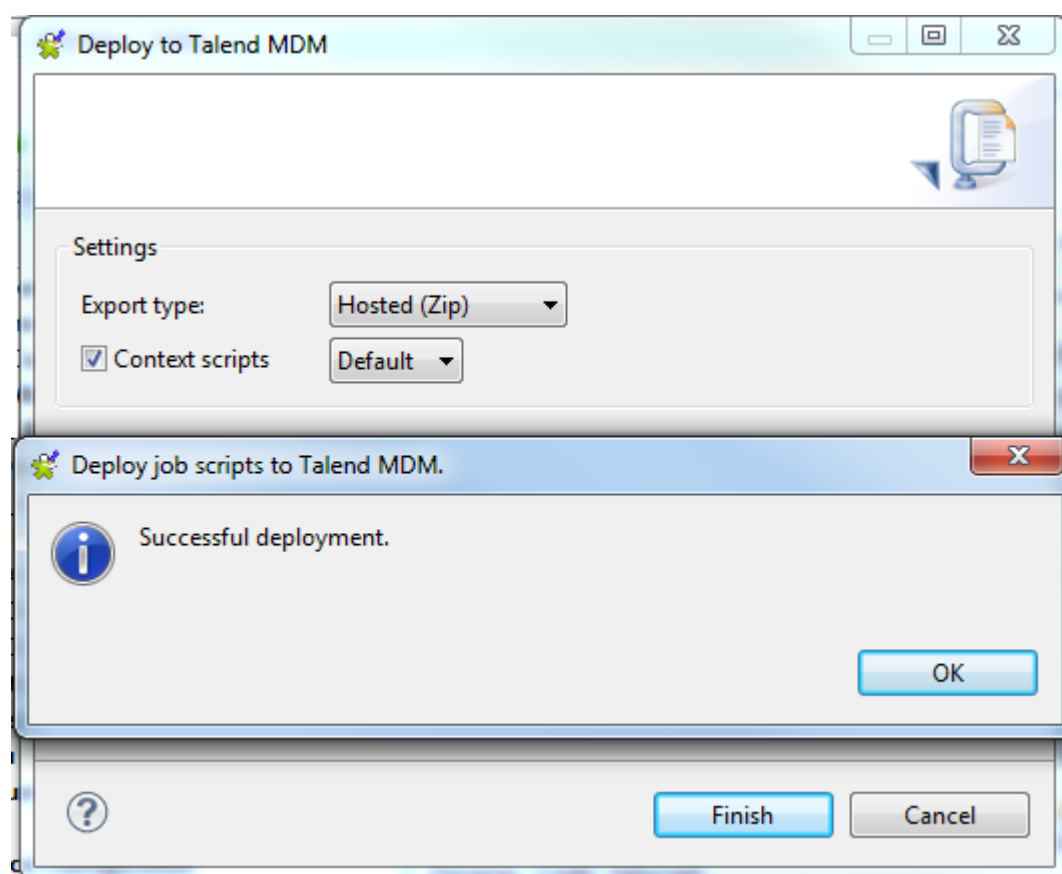 Deploy to Talend MDM
Settings
Export type:
Hosted (Zip)
Context scripts
Default
Deploy job scripts to Talend MDM.
Successful deployment.
OK
Finish
Cancel